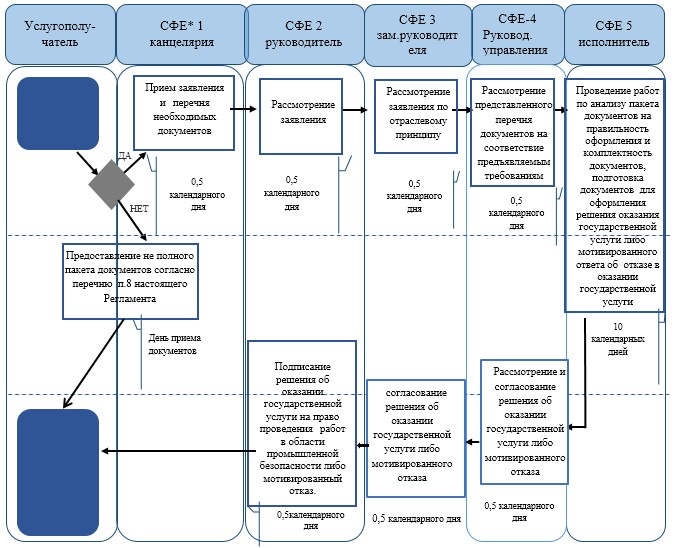 Услугополу-
чатель
СФЕ* 1
канцелярия
СФЕ 2
руководитель
СФЕ 3
зам.руководит
еля
СФЕ-4
Руковод.
управления
СФЕ 5
исполнитель
Прием заявления
и перечня
необходимых
документов
Рассмотрение
заявления
Рассмотрение
заявления по
отраслевому
принципу
Рассмотрение
представленного
перечня
документов на
соответствие
предъявляемым
требованиям
Проведение работ
по анализу пакета
документов на
правильность
оформления и
комплектность
документов,
подготовка
документов для
оформления
решения оказания
государственной
услуги либо
мотивированного
ответа об отказе в
оказании
государственной
услуги
ДА
НЕТ
0,5
календарного
дня
0,5
календарного
дня
0,5
календарного
дня
0,5
календарного
дня
Предоставление не полного
пакета документов согласно
перечню п.8 настоящего
Регламента
День приема
документов
10
календарных
дней
Подписание
решения об
оказании
государственной
услуги на право
проведения работ
в области
промышленной
безопасности либо
мотивированный
отказ.
согласование
решения об
оказании
государственной
услуги либо
мотивированного
отказа
Рассмотрение и
согласование
решения об
оказании
государственной
услуги либо
мотивированного
отказа
0,5календарного
дня
0,5 календарного дня
0,5 календарного
дня